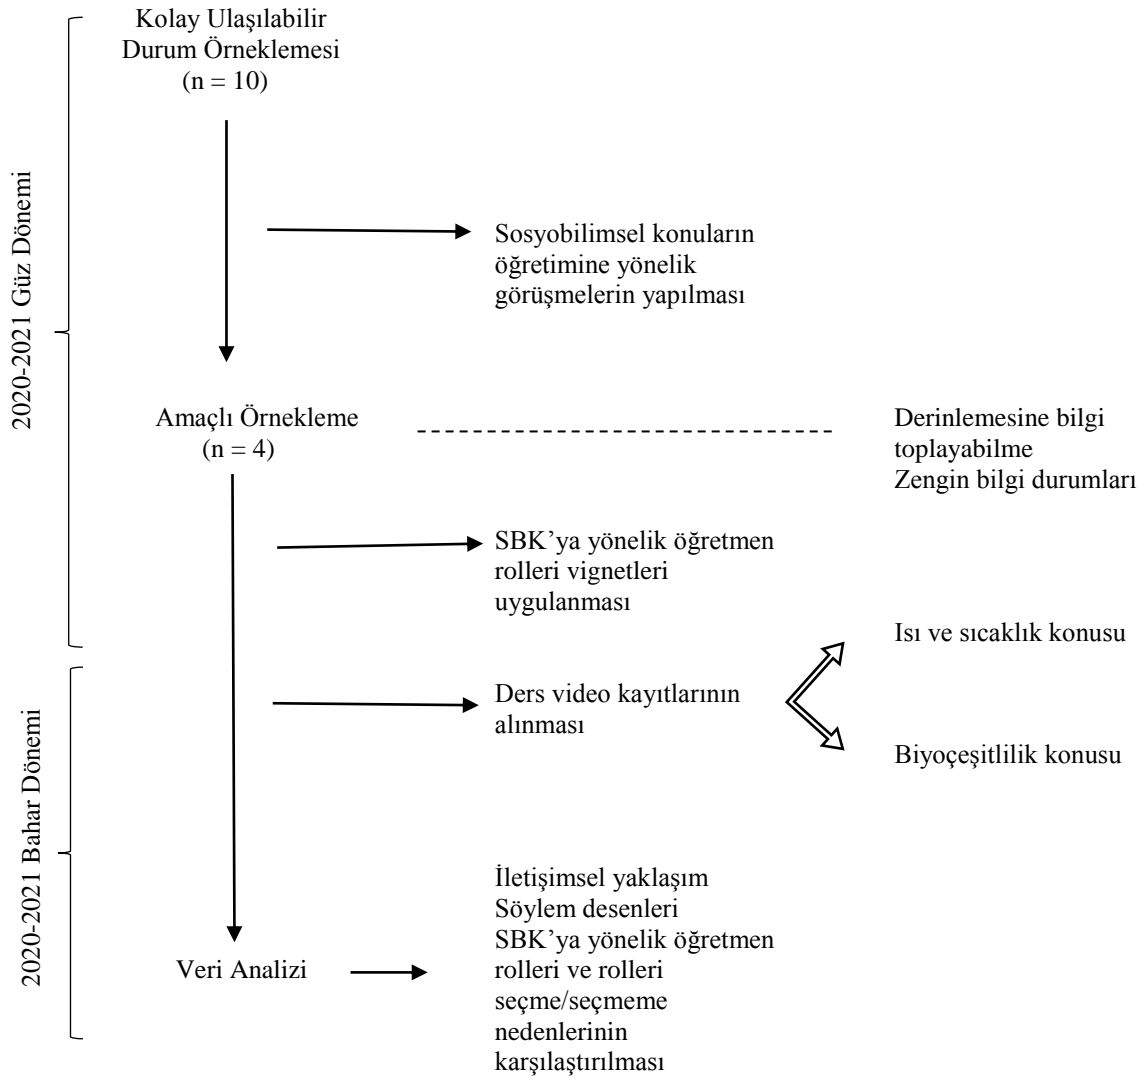 Kolay Ulaşılabilir
Durum Örneklemesi
(n = 10)
2020-2021 Güz Dönemi
Sosyobilimsel konuların
öğretimine yönelik
görüşmelerin yapılması
Amaçlı Örnekleme
(n = 4)
Derinlemesine bilgi
toplayabilme
Zengin bilgi durumları
SBK’ya yönelik öğretmen
rolleri vignetleri
uygulanması
Isı ve sıcaklık konusu
Ders video kayıtlarının
alınması
Biyoçeşitlilik konusu
2020-2021 Bahar Dönemi
İletişimsel yaklaşım
Söylem desenleri
SBK’ya yönelik öğretmen
rolleri ve rolleri
seçme/seçmeme
nedenlerinin
karşılaştırılması
Veri Analizi